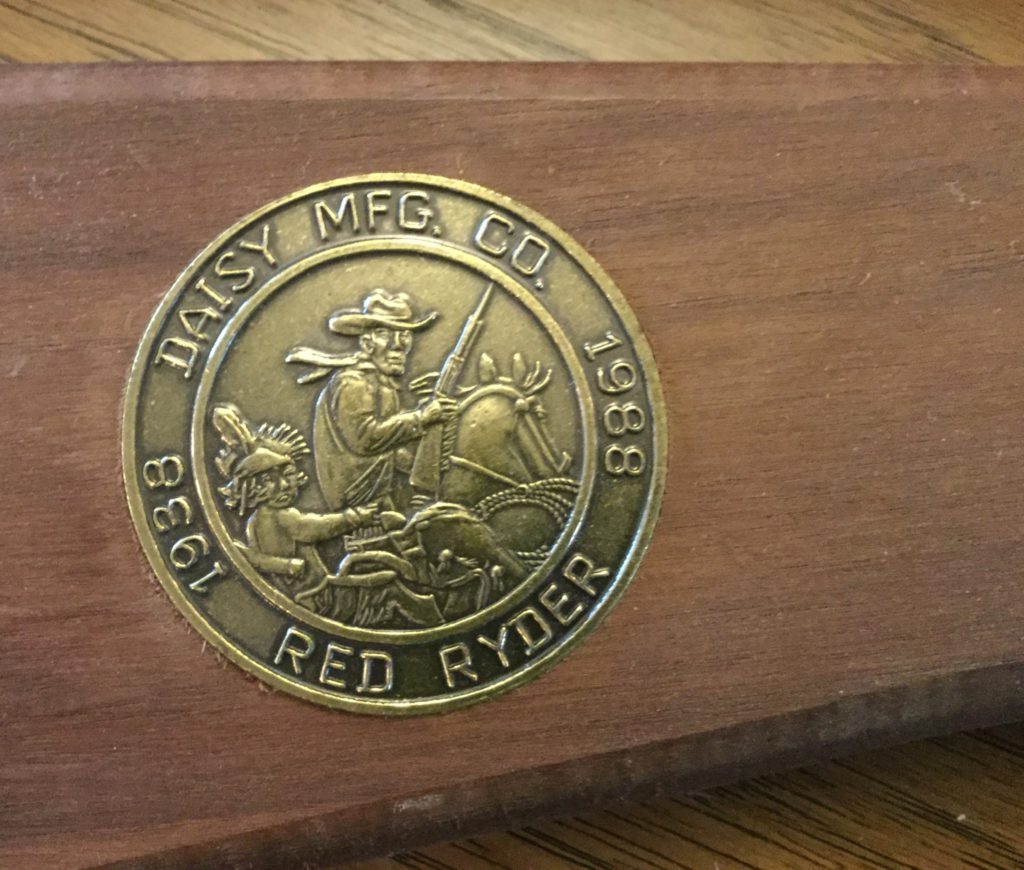 DAISY MFG. CO.
1988
1938
RED RYDER